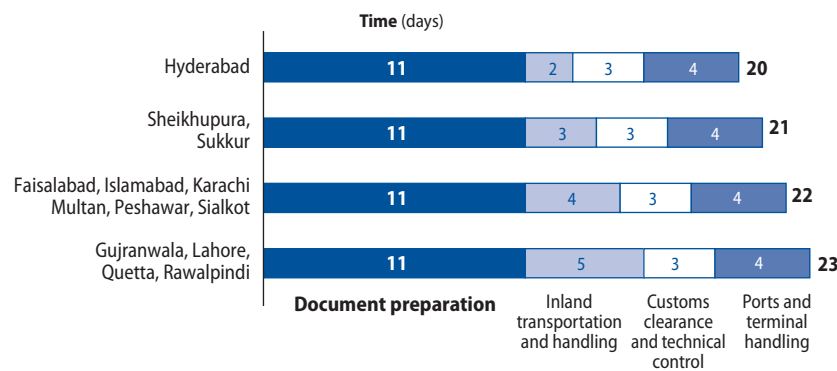 Time (days)
Hyderabad
11 2 3 4 20
Sheikhupura,
Sukkur
11 3 3 4 21
Faisalabad, Islamabad, Karachi
Multan, Peshawar, Sialkot
11 4 3 4 22
Gujranwala, Lahore,
Quetta, Rawalpindi
11 5 3 4 23
Document preparation
Inland
transportation
and handling
Customs
clearance
and technical
control
Ports and
terminal
handling